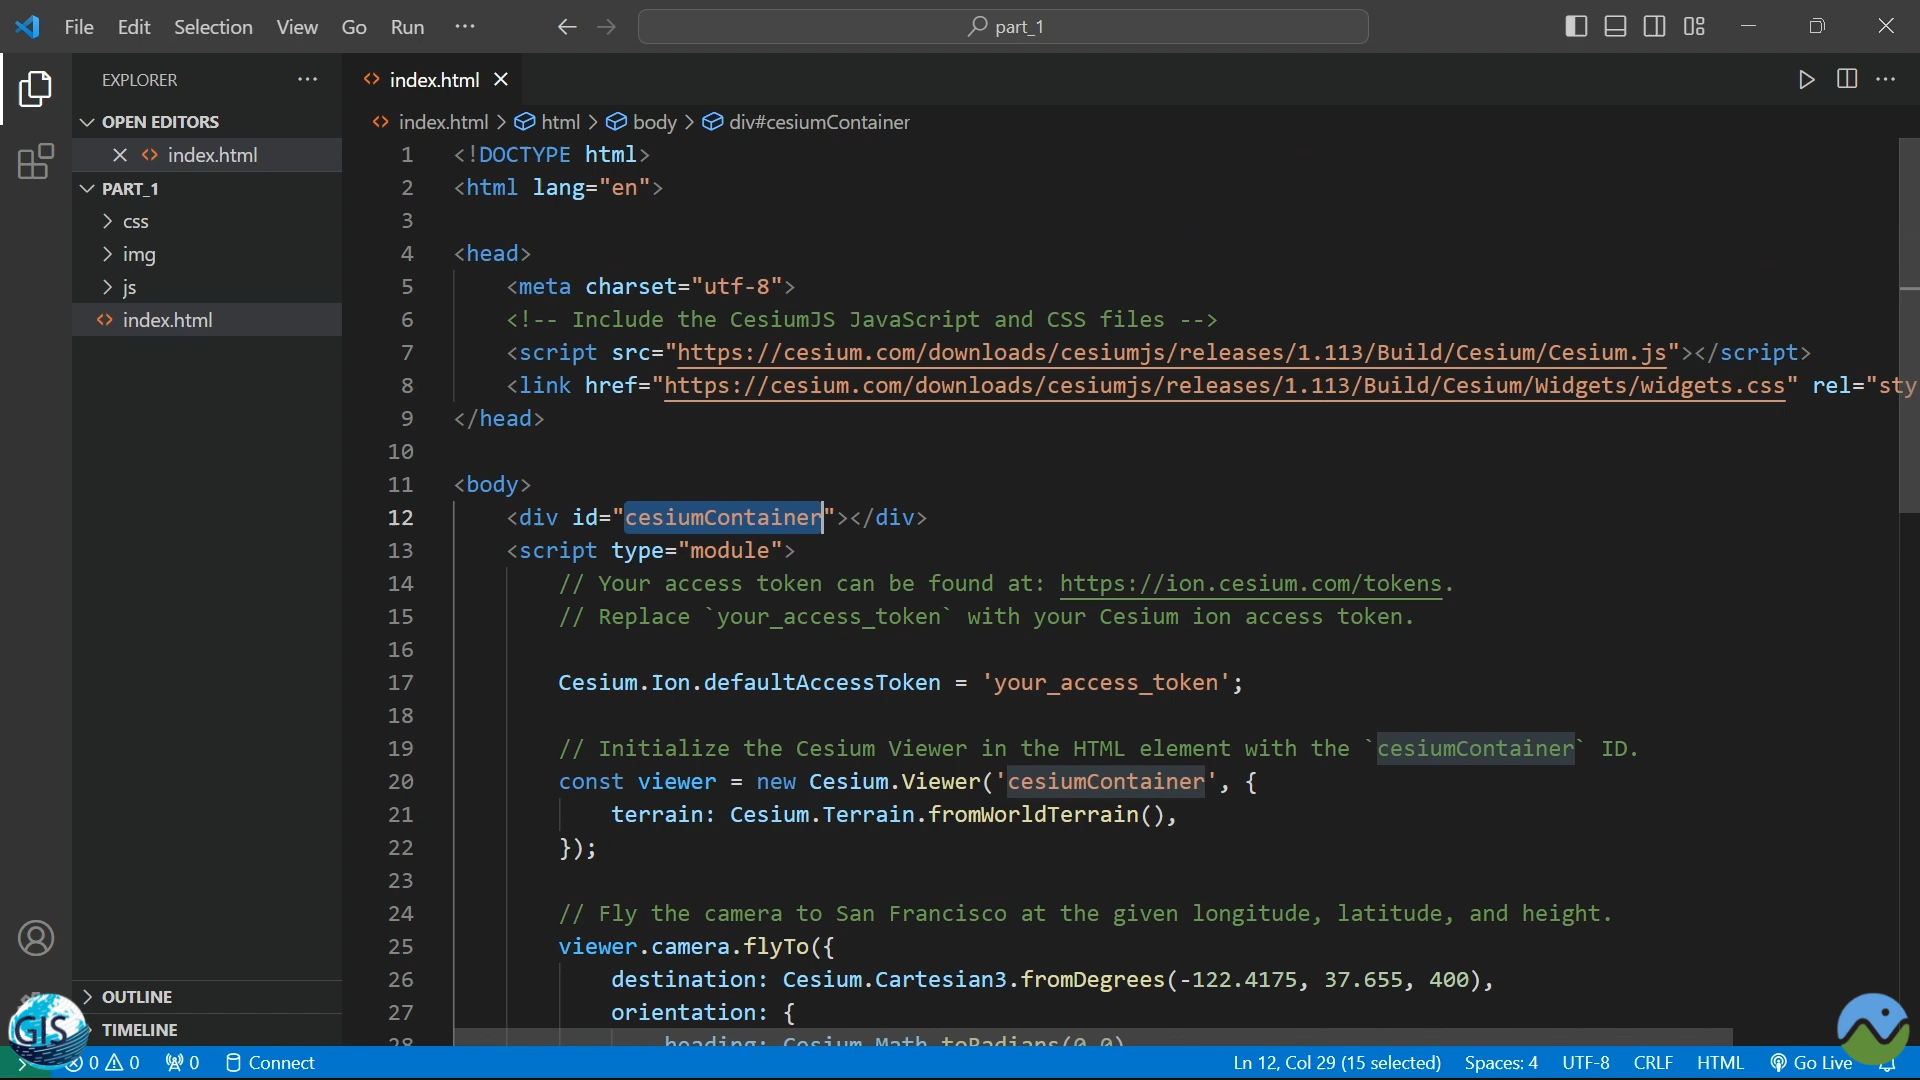 File Edit Selection View Go Run ··· part_1
EXPLORER ···
OPEN EDITORS
index.html
PART_1
css
img
js
index.html
OUTLINE
TIMELINE
index.html
index.html > html > body > div#cesiumContainer
1 <!DOCTYPE html>
2 <html lang="en">
3
4 <head>
5 <meta charset="utf-8">
6 <!-- Include the CesiumJS JavaScript and CSS files -->
7 <script src="https://cesium.com/downloads/cesiumjs/releases/1.113/Build/Cesium/Cesium.js"></script>
8 <link href="https://cesium.com/downloads/cesiumjs/releases/1.113/Build/Cesium/Widgets/widgets.css" rel="sty
9 </head>
10
11 <body>
12 <div id="cesiumContainer"></div>
13 <script type="module">
14 // Your access token can be found at: https://ion.cesium.com/tokens.
15 // Replace `your_access_token` with your Cesium ion access token.
16
17 Cesium.Ion.defaultAccessToken = 'your_access_token';
18
19 // Initialize the Cesium Viewer in the HTML element with the `cesiumContainer` ID.
20 const viewer = new Cesium.Viewer('cesiumContainer', {
21 terrain: Cesium.Terrain.fromWorldTerrain(),
22 });
23
24 // Fly the camera to San Francisco at the given longitude, latitude, and height.
25 viewer.camera.flyTo({
26 destination: Cesium.Cartesian3.fromDegrees(-122.4175, 37.655, 400),
27 orientation: {
28 heading: Cesium.Math.toRadians(0.0),
GIS
0 0 0 Connect Ln 12, Col 29 (15 selected) Spaces: 4 UTF-8 CRLF HTML Go Live